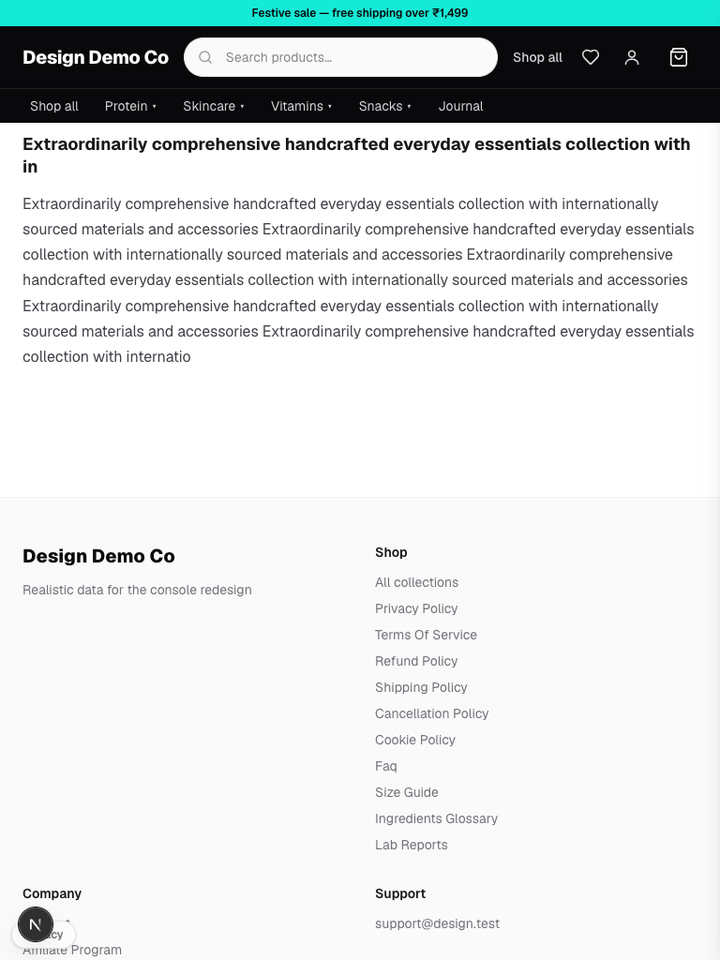 Festive sale — free shipping over ₹1,499
Design Demo Co
Search products…
Shop all
Shop all
Protein
Skincare
Vitamins
Snacks
Journal
Extraordinarily comprehensive handcrafted everyday essentials collection with
in
Extraordinarily comprehensive handcrafted everyday essentials collection with internationally
sourced materials and accessories Extraordinarily comprehensive handcrafted everyday essentials
collection with internationally sourced materials and accessories Extraordinarily comprehensive
handcrafted everyday essentials collection with internationally sourced materials and accessories
Extraordinarily comprehensive handcrafted everyday essentials collection with internationally
sourced materials and accessories Extraordinarily comprehensive handcrafted everyday essentials
collection with internatio
Design Demo Co
Realistic data for the console redesign
Shop
All collections
Privacy Policy
Terms Of Service
Refund Policy
Shipping Policy
Cancellation Policy
Cookie Policy
Faq
Size Guide
Ingredients Glossary
Lab Reports
Company
N
Affiliate Program
Support
support@design.test